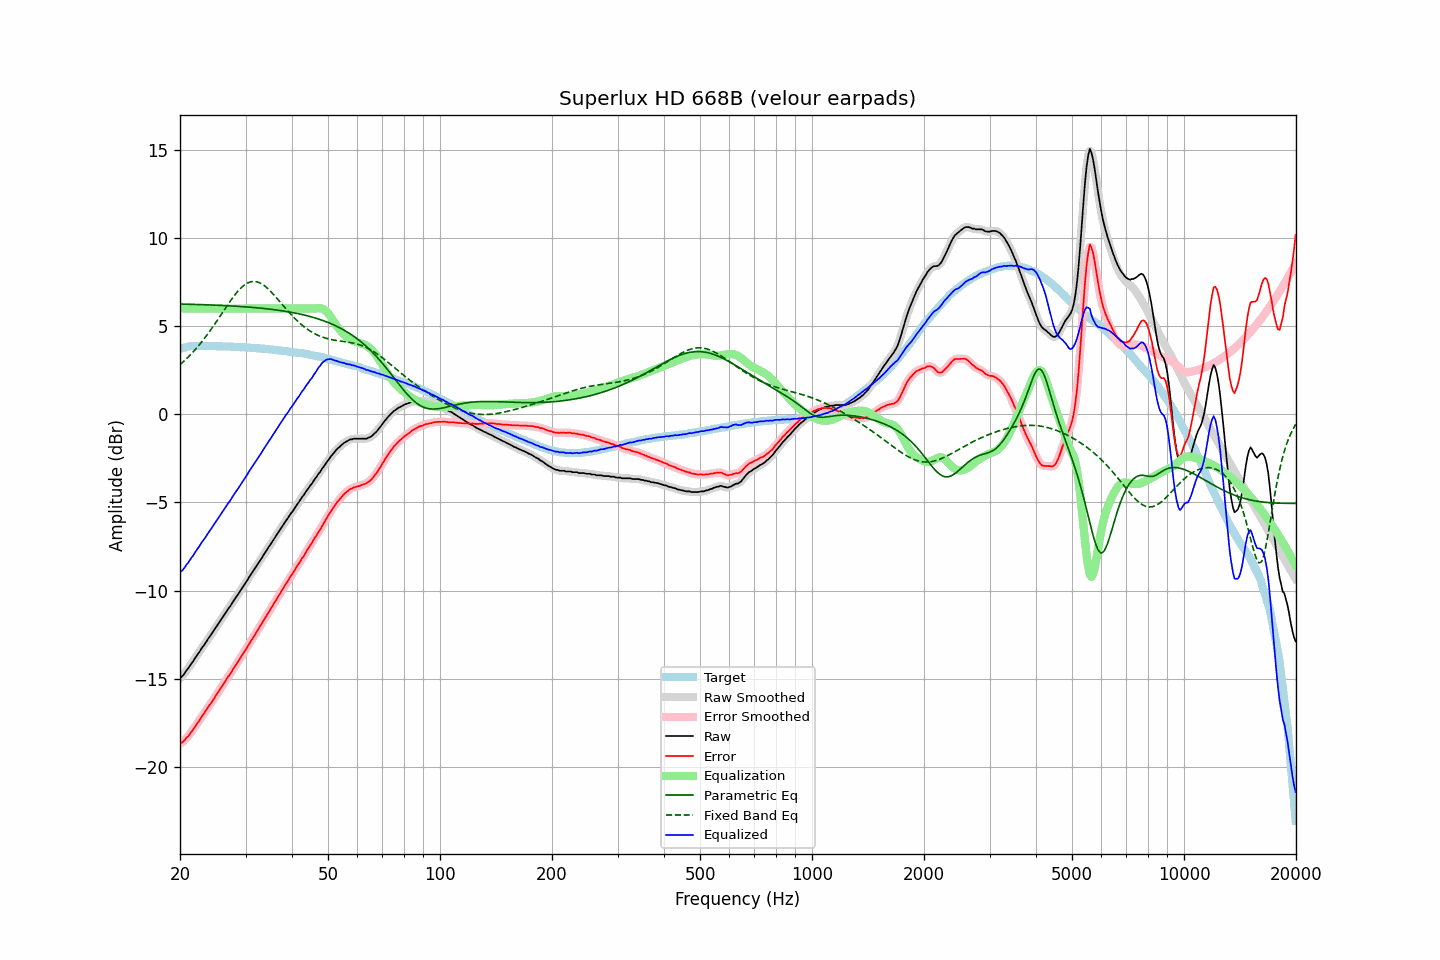 Superlux HD 668B (velour earpads)
Amplitude (dBr)
15
10
5
0
−5
−10
−15
−20
Target
Raw Smoothed
Error Smoothed
Raw
Error
Equalization
Parametric Eq
Fixed Band Eq
Equalized
20 50 100 200 500 1000 2000 5000 10000 20000
Frequency (Hz)